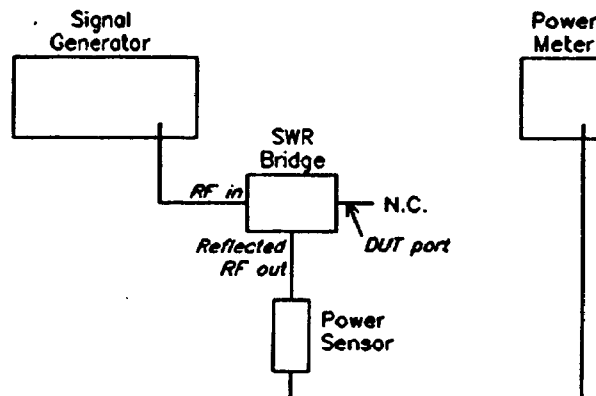 Signal
Generator
Power
Meter
SWR
Bridge
RF in
N.C.
Reflected
RF out
DUT port
Power
Sensor